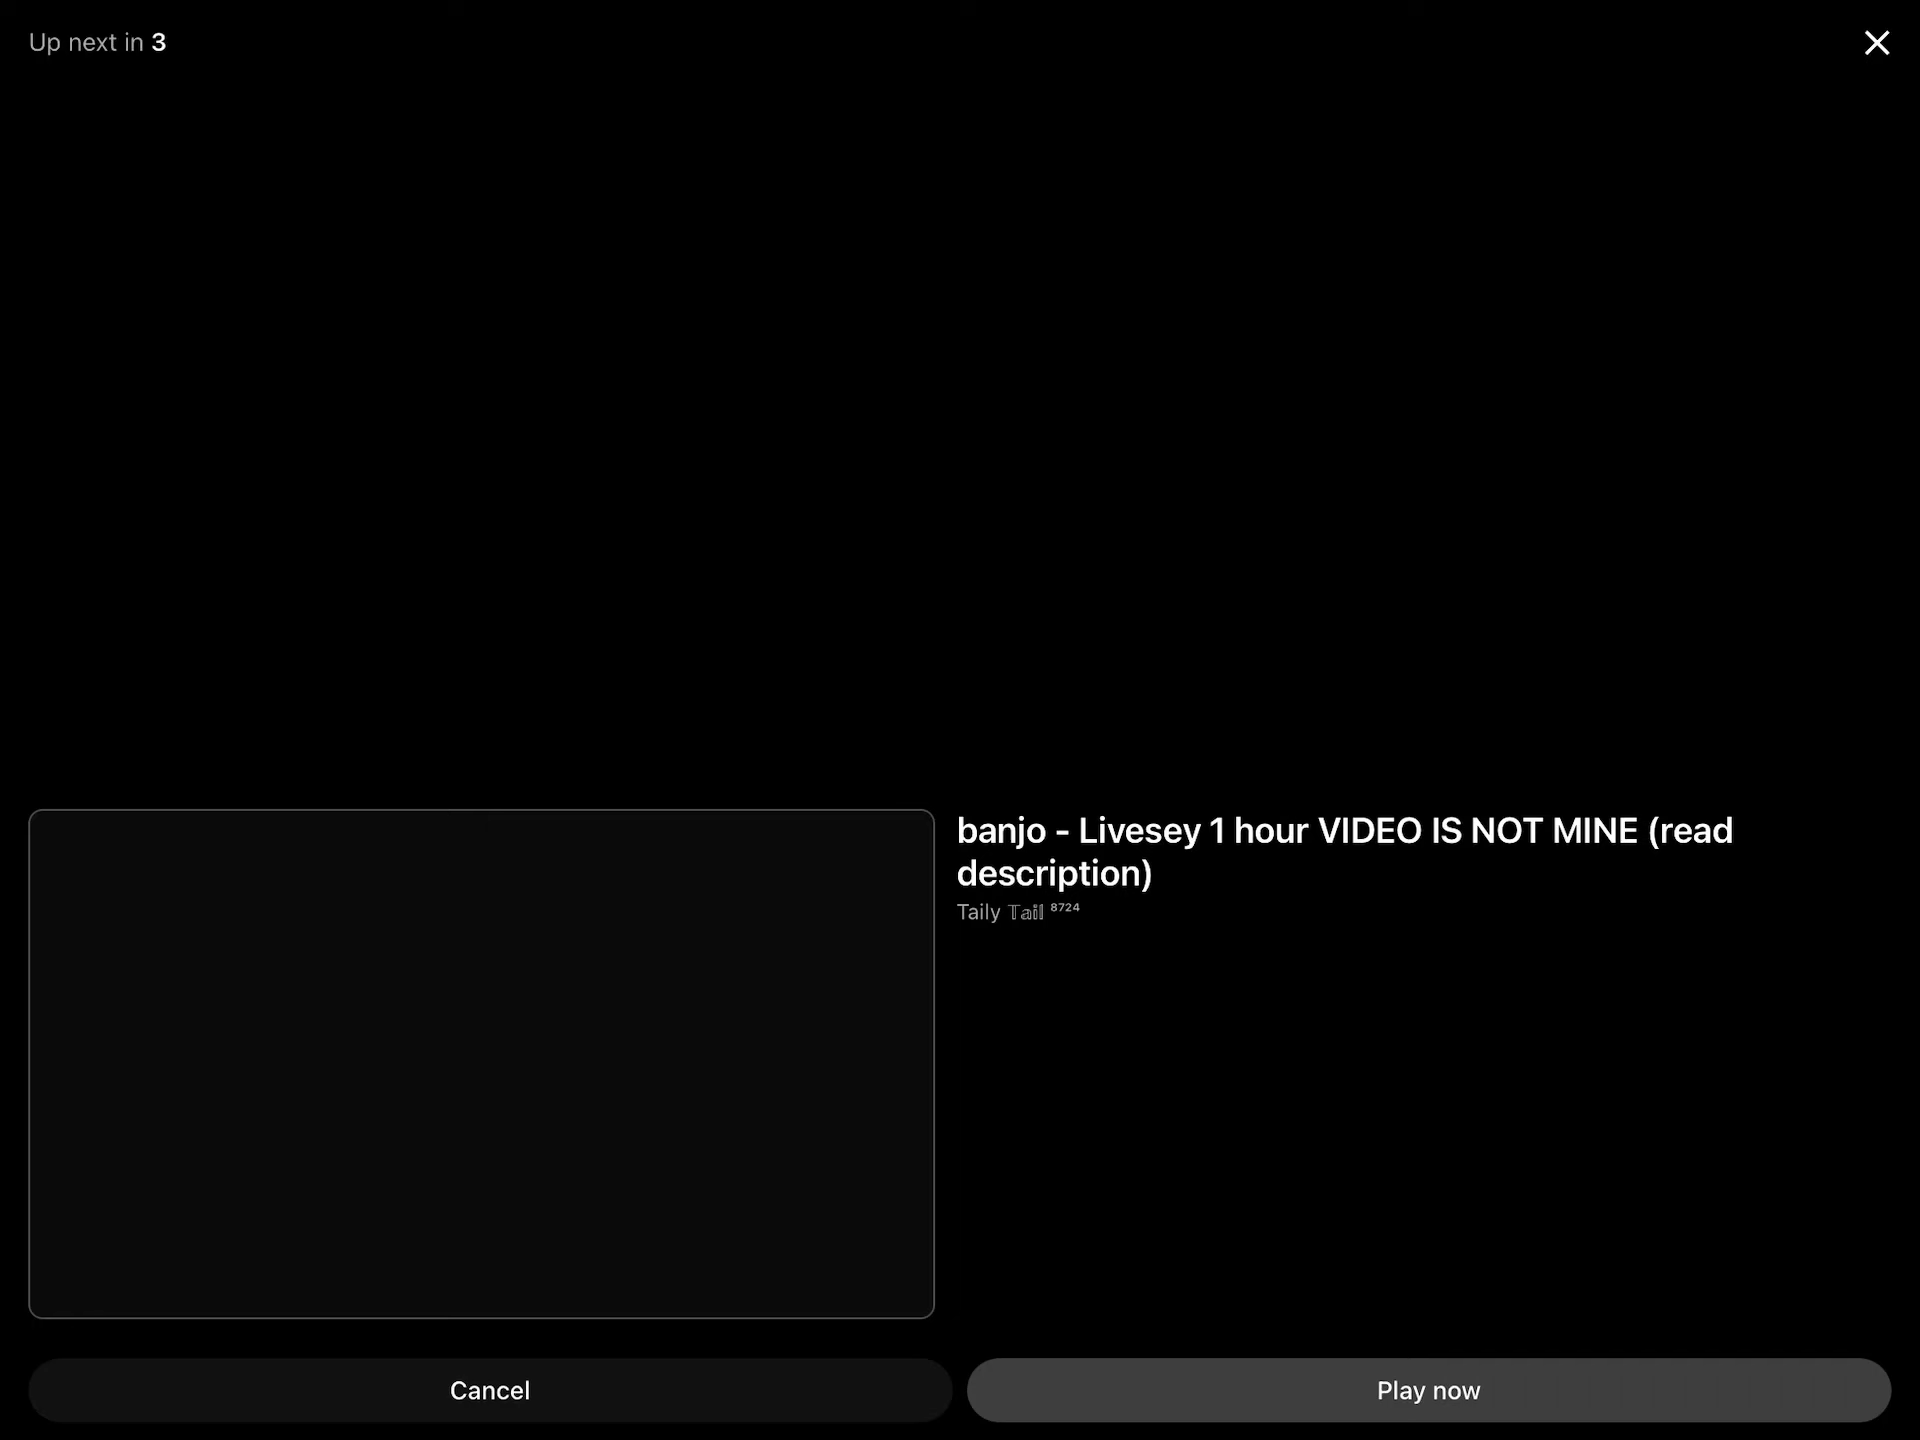 Up next in 3
banjo - Livesey 1 hour VIDEO IS NOT MINE (read
description)
Taily 𝕋𝕒𝕚𝕝 ⁸⁷²⁴
Cancel
Play now